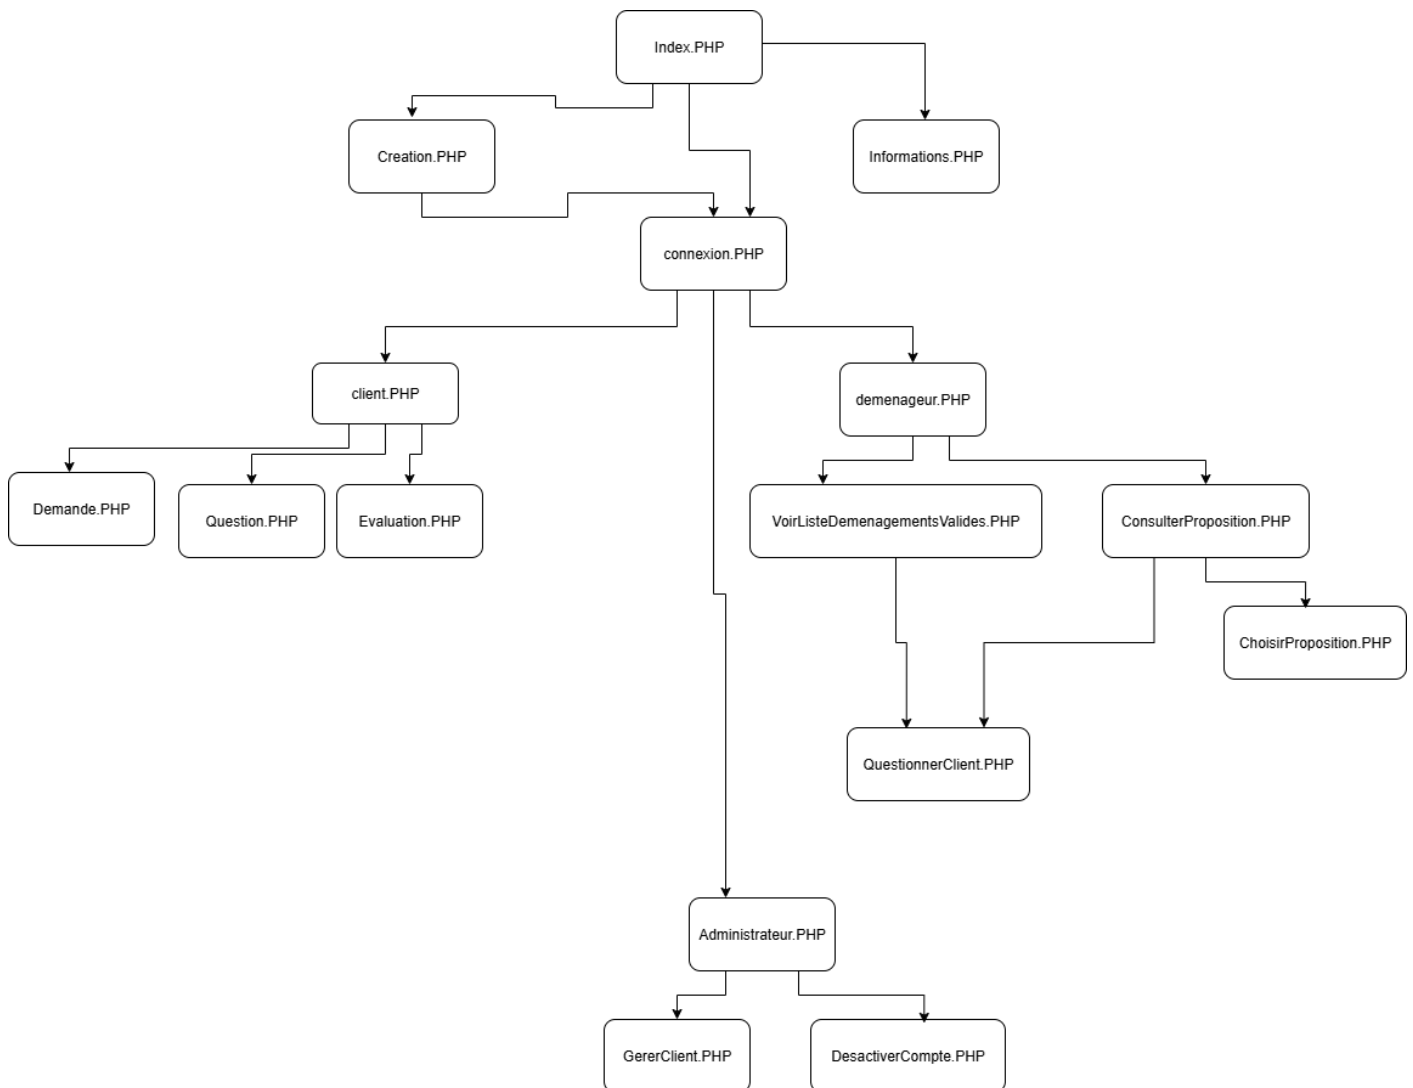 Index.PHP
Creation.PHP
Informations.PHP
connexion.PHP
client.PHP
demenageur.PHP
Demande.PHP
Question.PHP
Evaluation.PHP
VoirListeDemenagementsValides.PHP
ConsulterProposition.PHP
ChoisirProposition.PHP
QuestionnerClient.PHP
Administrateur.PHP
GererClient.PHP
DesactiverCompte.PHP